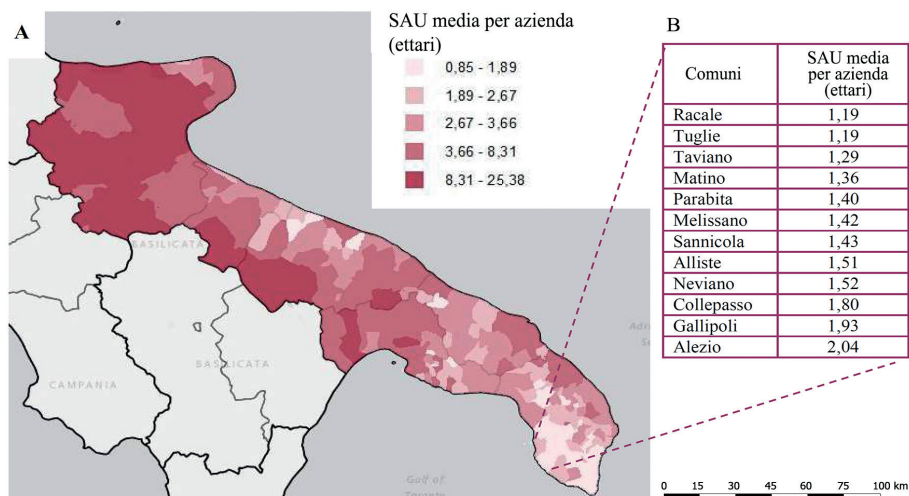 A
SAU media per azienda
(ettari)
0,85 - 1,89
1,89 - 2,67
2,67 - 3,66
3,66 - 8,31
8,31 - 25,38
B
Comuni
SAU media
per azienda
(ettari)
Racale 1,19
Tuglie 1,19
Taviano 1,29
Matino 1,36
Parabita 1,40
Melissano 1,42
Sannicola 1,43
Alliste 1,51
Neviano 1,52
Collepasso 1,80
Gallipoli 1,93
Alezio 2,04
BASILICATA
BASILICATA
CAMPANIA
Gulf of
Taranto
0 15 30 45 60 75 100 km